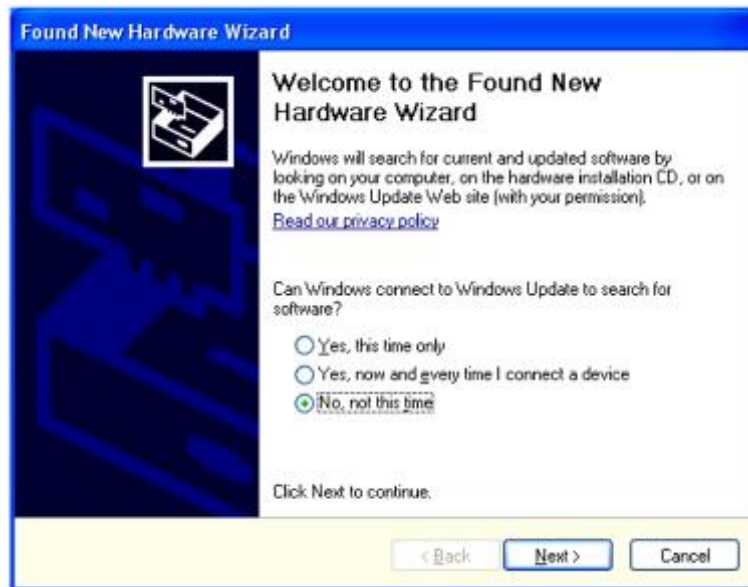 Found New Hardware Wizard
Welcome to the Found New
Hardware Wizard
Windows will search for current and updated software by
looking on your computer, on the hardware installation CD, or on
the Windows Update Web site (with your permission).
Read our privacy policy
Can Windows connect to Windows Update to search for
software?
Yes, this time only
Yes, now and every time I connect a device
No, not this time
Click Next to continue.
< Back Next > Cancel